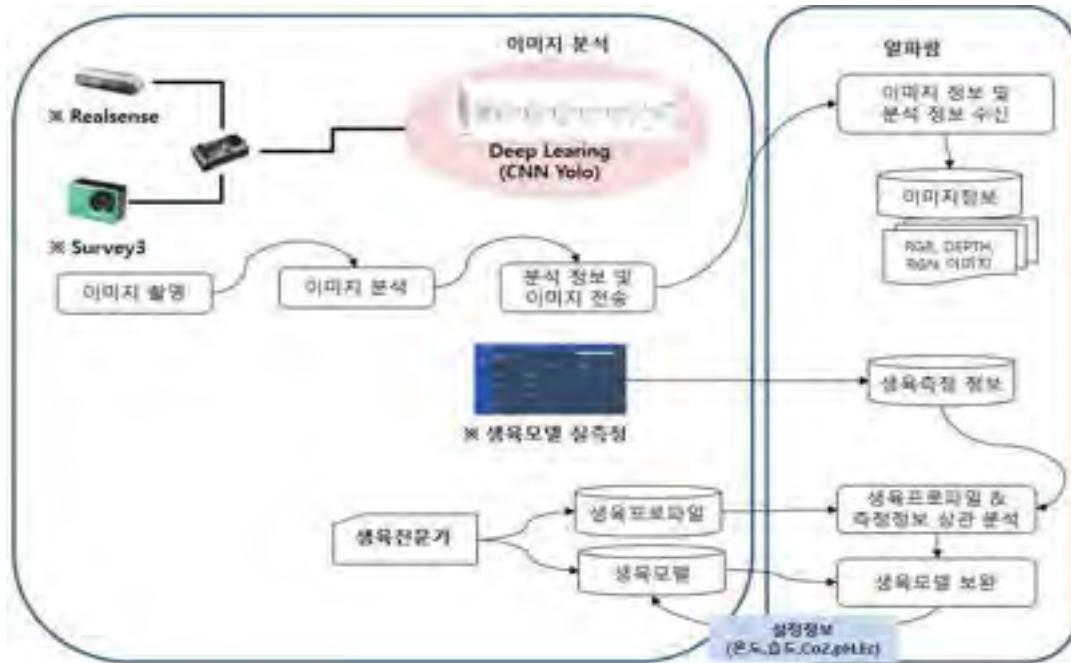 이미지 분석
※ Realsense
Deep Learing
(CNN Yolo)
※ Survey3
이미지 촬영
이미지 분석
분석 정보 및
이미지 전송
※ 생육모델 실측정
생육전문가
생육프로파일
생육모델
열파람
이미지 정보 및
분석 정보 수신
이미지정보
RGB, DEPTH,
RGN 이미지
생육측정 정보
생육프로파일 &
측정정보 상관 분석
생육모델 보완
설정정보
(온도,습도,Co2,pH,Ec)